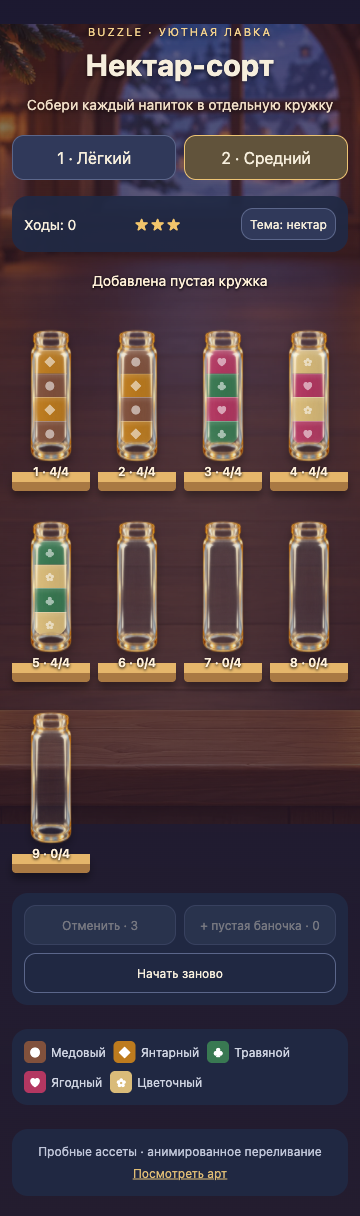 BUZZLE · УЮТНАЯ ЛАВКА
Нектар-сорт
Собери каждый напиток в отдельную кружку
1 · Лёгкий
2 · Средний
Ходы: 0
Тема: нектар
Добавлена пустая кружка
1 · 4/4
2 · 4/4
3 · 4/4
4 · 4/4
5 · 4/4
6 · 0/4
7 · 0/4
8 · 0/4
9 · 0/4
Отменить · 3
+ пустая баночка · 0
Начать заново
Медовый
Янтарный
Травяной
Ягодный
Цветочный
Пробные ассеты · анимированное переливание
Посмотреть арт